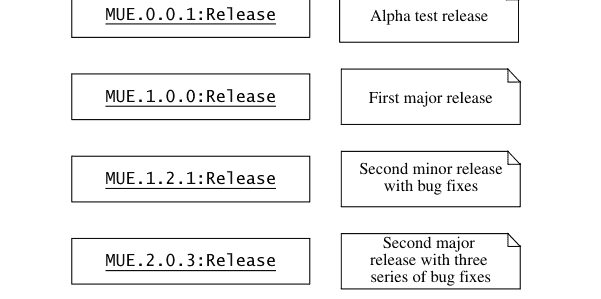 MUE.0.0.1:Release
Alpha test release
MUE.1.0.0:Release
First major release
MUE.1.2.1:Release
Second minor release
with bug fixes
MUE.2.0.3:Release
Second major
release with three
series of bug fixes